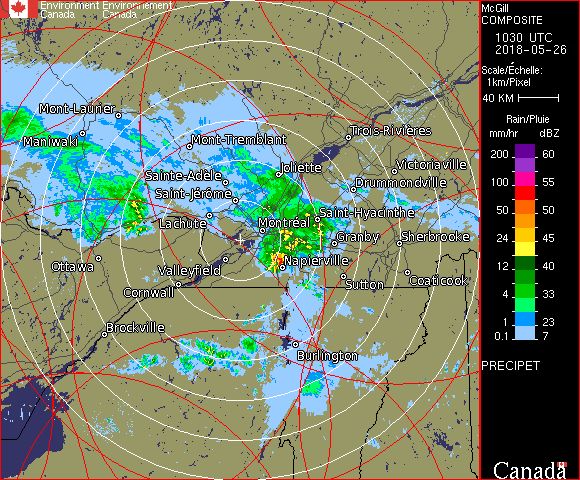 Environment Environnement
Canada Canada
McGill
COMPOSITE
1030 UTC
2018-05-26
Scale/Échelle:
1km/Pixel
40 KM
Rain/Pluie
mm/hr dBZ
200 60
100 55
50 50
24 45
12 40
4 33
1 23
0.1 7
PRECIPET
Canada
Mont-Laurier
Maniwaki
Mont-Tremblant
Trois-Rivières
Sainte-Adèle
Joliette
Victoriaville
Saint-Jérôme
Drummondville
Lachute
Montréal
Saint-Hyacinthe
Granby
Sherbrooke
Ottawa
Valleyfield
Napierville
Sutton
Coaticook
Cornwall
Brockville
Burlington